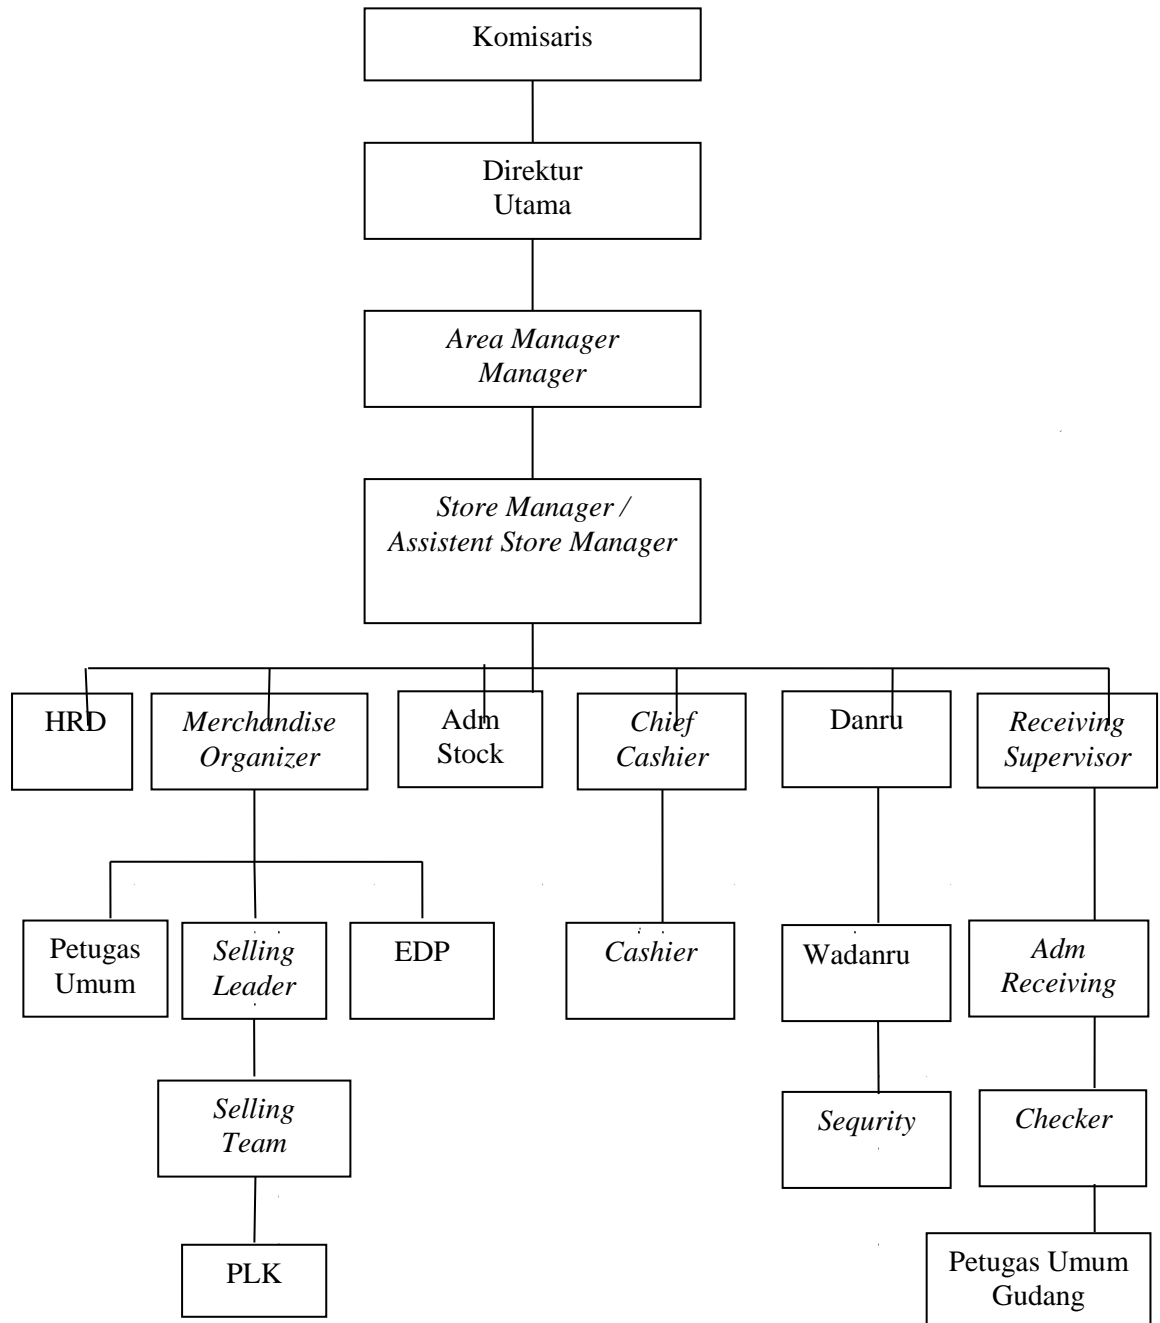 Komisaris
Direktur
Utama
Area Manager
Manager
Store Manager /
Assistent Store Manager
HRD
Merchandise
Organizer
Adm
Stock
Chief
Cashier
Danru
Receiving
Supervisor
Petugas
Umum
Selling
Leader
EDP
Cashier
Wadanru
Adm
Receiving
Selling
Team
Sequrity
Checker
PLK
Petugas Umum
Gudang